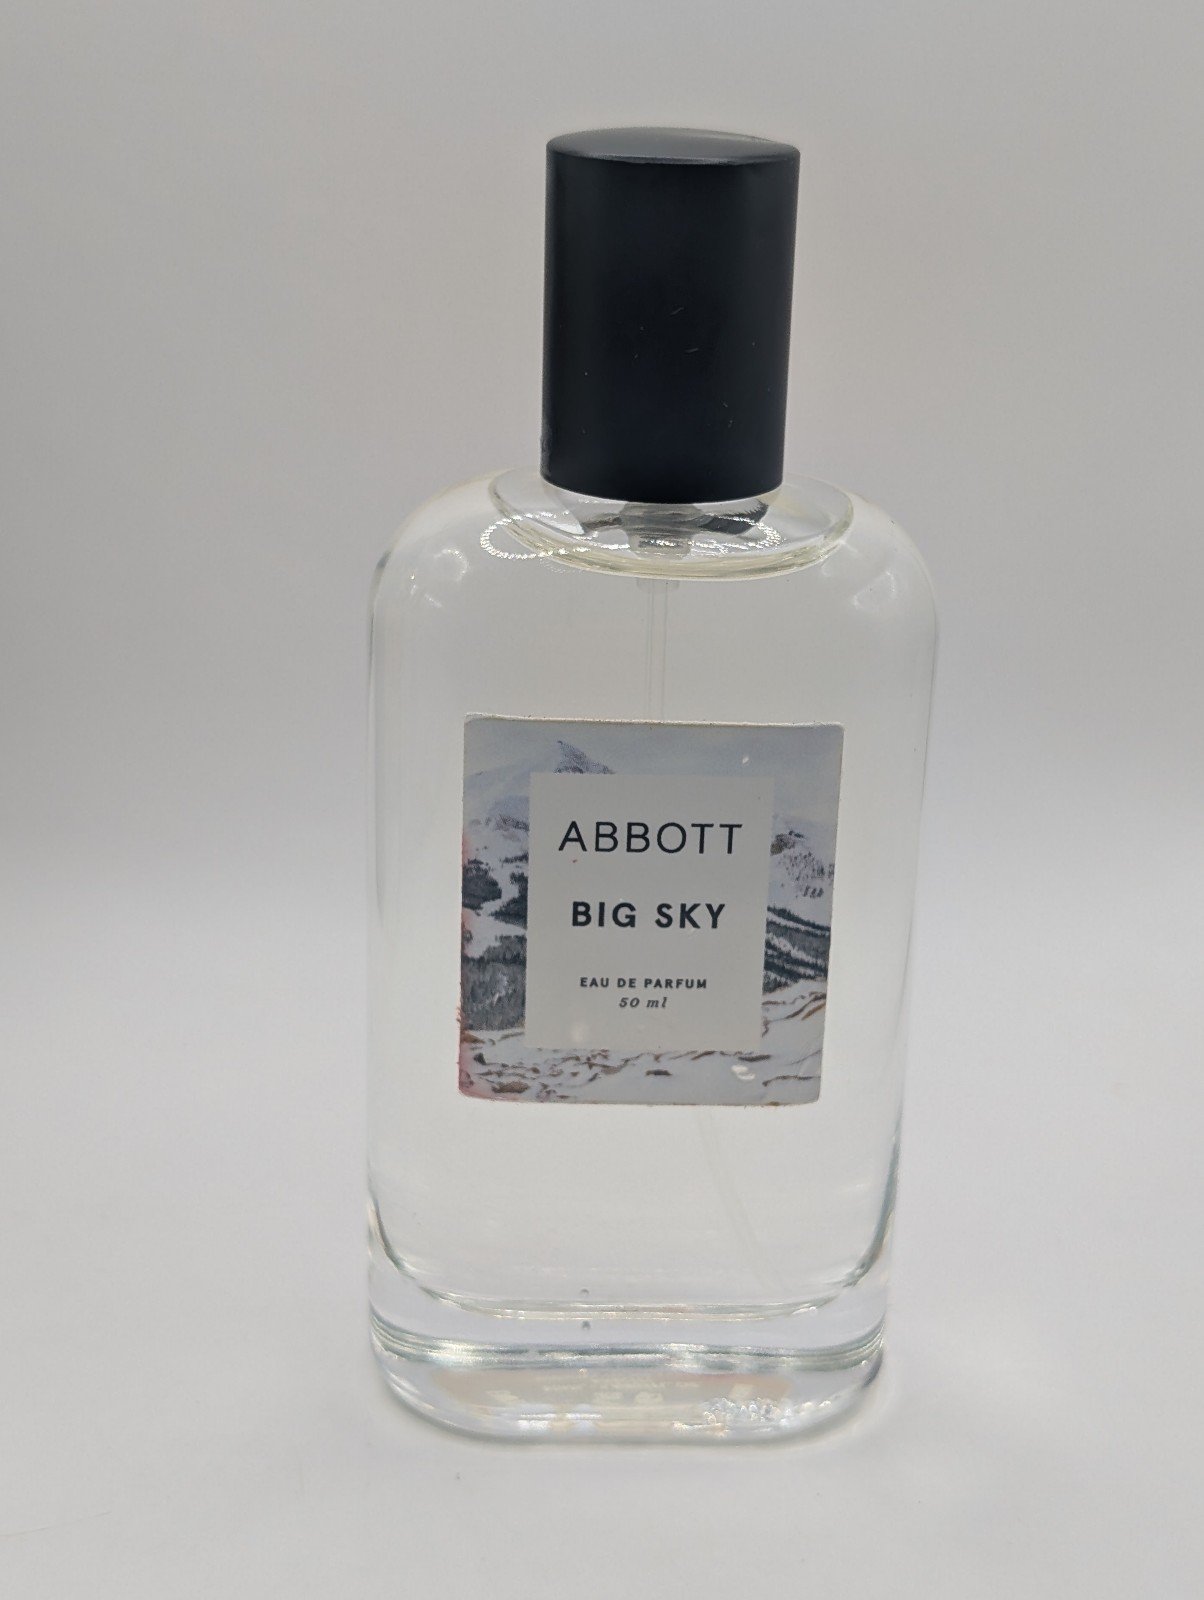 ABBOTT
BIG SKY
EAU DE PARFUM
50 ml